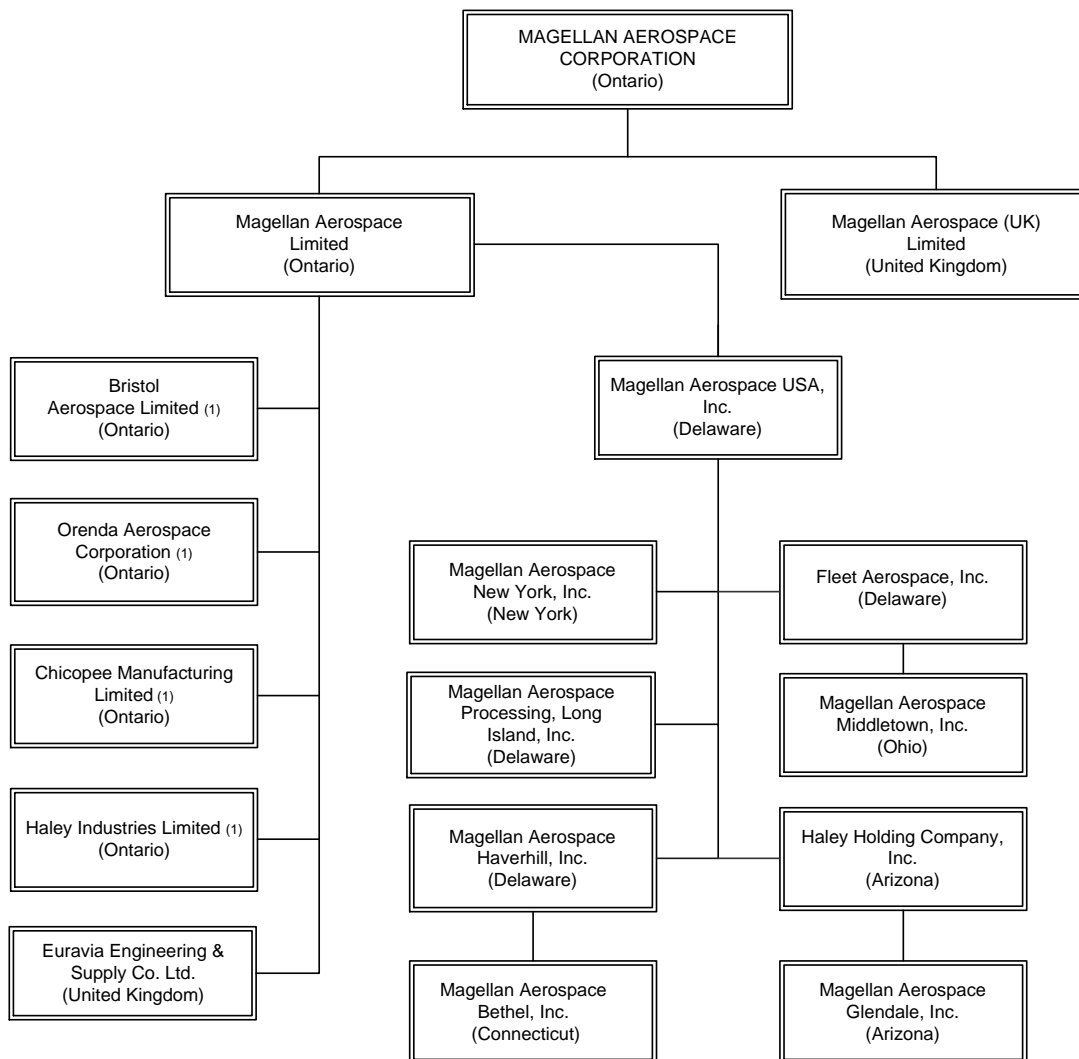 MAGELLAN AEROSPACE
CORPORATION
(Ontario)
Magellan Aerospace
Limited
(Ontario)
Magellan Aerospace (UK)
Limited
(United Kingdom)
Bristol
Aerospace Limited (1)
(Ontario)
Magellan Aerospace USA,
Inc.
(Delaware)
Orenda Aerospace
Corporation (1)
(Ontario)
Magellan Aerospace
New York, Inc.
(New York)
Fleet Aerospace, Inc.
(Delaware)
Chicopee Manufacturing
Limited (1)
(Ontario)
Magellan Aerospace
Processing, Long
Island, Inc.
(Delaware)
Magellan Aerospace
Middletown, Inc.
(Ohio)
Haley Industries Limited (1)
(Ontario)
Magellan Aerospace
Haverhill, Inc.
(Delaware)
Haley Holding Company,
Inc.
(Arizona)
Euravia Engineering &
Supply Co. Ltd.
(United Kingdom)
Magellan Aerospace
Bethel, Inc.
(Connecticut)
Magellan Aerospace
Glendale, Inc.
(Arizona)